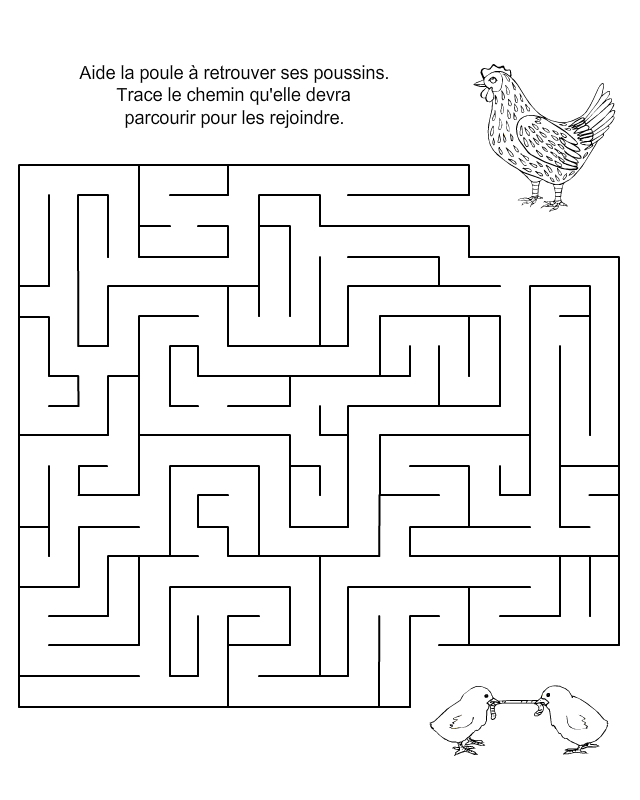 Aide la poule à retrouver ses poussins.
Trace le chemin qu'elle devra
parcourir pour les rejoindre.